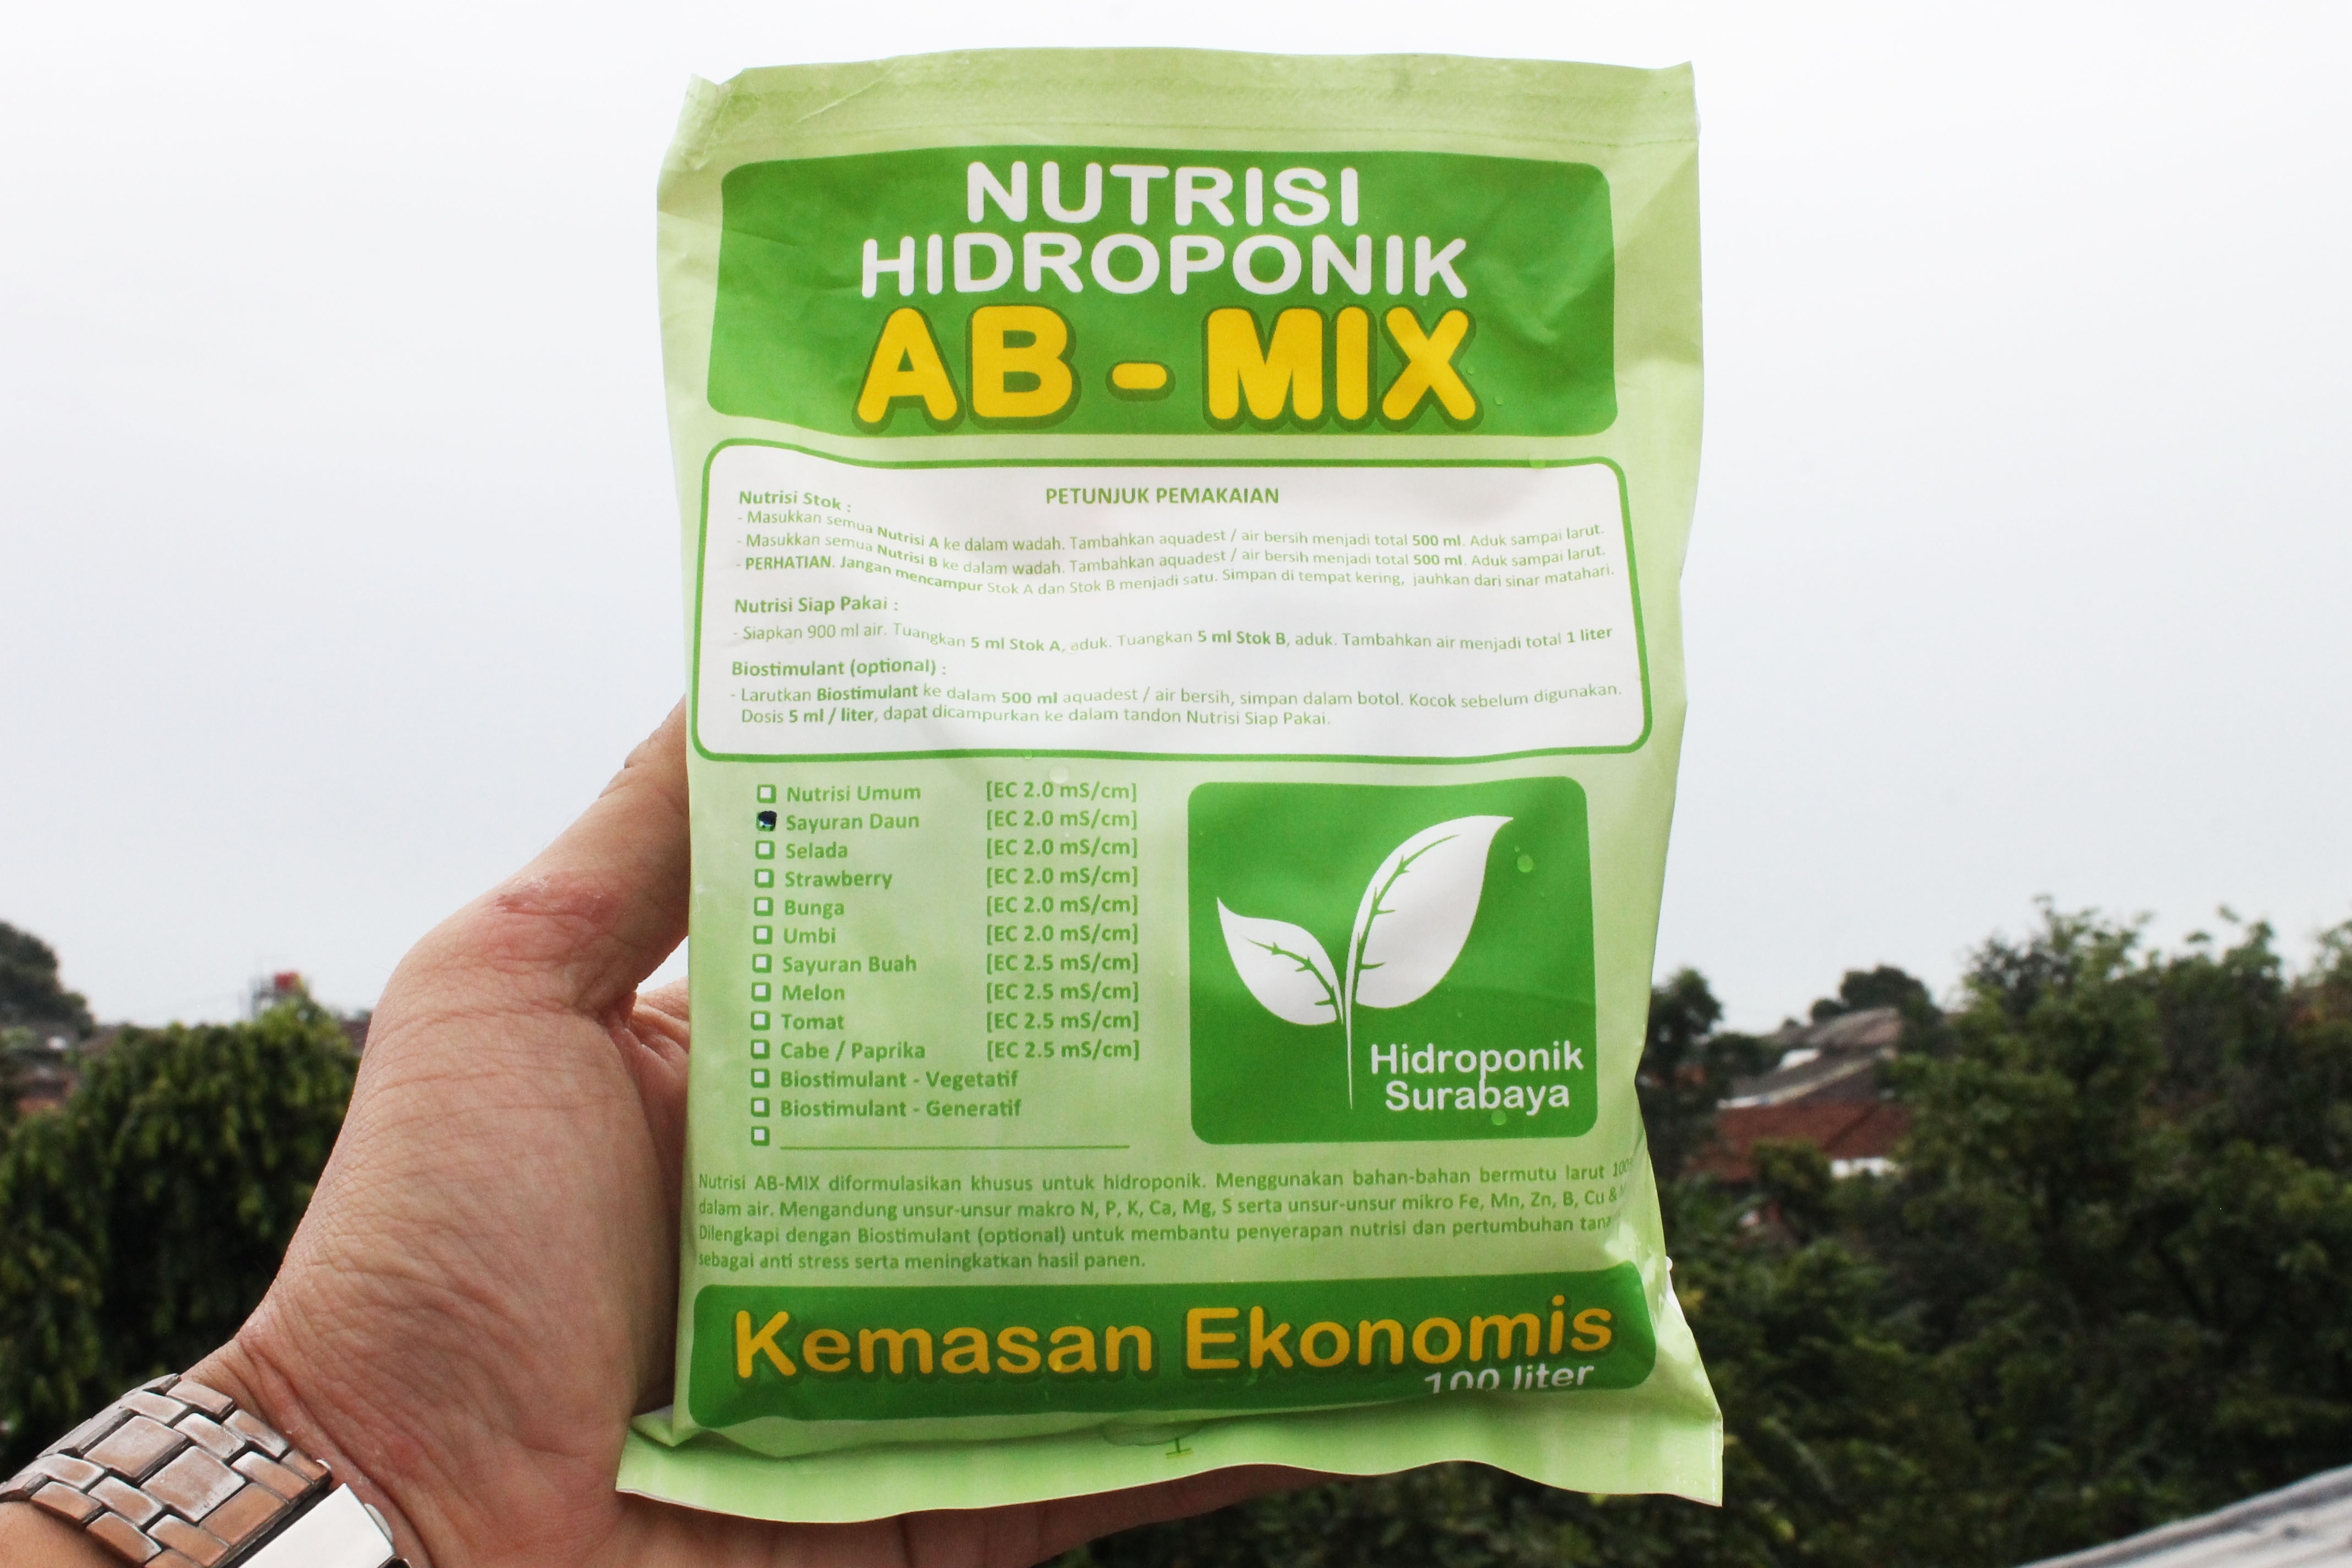 NUTRISI
HIDROPONIK
AB - MIX
PETUNJUK PEMAKAIAN
Nutrisi Stok :
- Masukkan semua Nutrisi A ke dalam wadah. Tambahkan aquadest / air bersih menjadi total 500 ml. Aduk sampai larut.
- Masukkan semua Nutrisi B ke dalam wadah. Tambahkan aquadest / air bersih menjadi total 500 ml. Aduk sampai larut.
- PERHATIAN. Jangan mencampur Stok A dan Stok B menjadi satu. Simpan di tempat kering, jauhkan dari sinar matahari.
Nutrisi Siap Pakai :
- Siapkan 900 ml air. Tuangkan 5 ml Stok A, aduk. Tuangkan 5 ml Stok B, aduk. Tambahkan air menjadi total 1 liter
Biostimulant (optional) :
- Larutkan Biostimulant ke dalam 500 ml aquadest / air bersih, simpan dalam botol. Kocok sebelum digunakan.
Dosis 5 ml / liter, dapat dicampurkan ke dalam tandon Nutrisi Siap Pakai.
Nutrisi Umum [EC 2.0 mS/cm]
Sayuran Daun [EC 2.0 mS/cm]
Selada [EC 2.0 mS/cm]
Strawberry [EC 2.0 mS/cm]
Bunga [EC 2.0 mS/cm]
Umbi [EC 2.0 mS/cm]
Sayuran Buah [EC 2.5 mS/cm]
Melon [EC 2.5 mS/cm]
Tomat [EC 2.5 mS/cm]
Cabe / Paprika [EC 2.5 mS/cm]
Biostimulant - Vegetatif
Biostimulant - Generatif
Hidroponik
Surabaya
Nutrisi AB-MIX diformulasikan khusus untuk hidroponik. Menggunakan bahan-bahan bermutu larut
dalam air. Mengandung unsur-unsur makro N, P, K, Ca, Mg, S serta unsur-unsur mikro Fe, Mn, Zn, B, Cu &
Dilengkapi dengan Biostimulant (optional) untuk membantu penyerapan nutrisi dan pertumbuhan
sebagai anti stress serta meningkatkan hasil panen.
Kemasan Ekonomis
100 liter